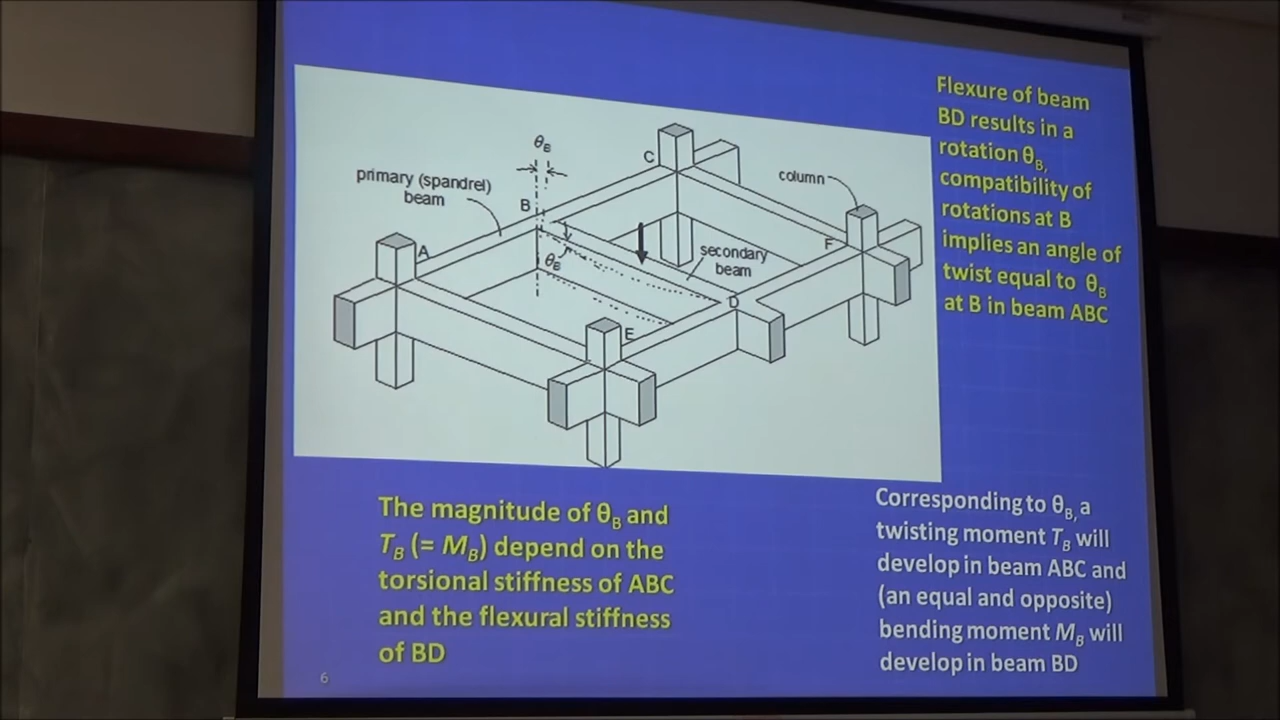 Flexure of beam
BD results in a
rotation θB,
compatibility of
rotations at B
implies an angle of
twist equal to θB
at B in beam ABC
θB
C
primary (spandrel)
beam
column
B
A
F
θB
secondary
beam
D
E
The magnitude of θB and
TB (= MB) depend on the
torsional stiffness of ABC
and the flexural stiffness
of BD
Corresponding to θB, a
twisting moment TB will
develop in beam ABC and
(an equal and opposite)
bending moment MB will
develop in beam BD
6